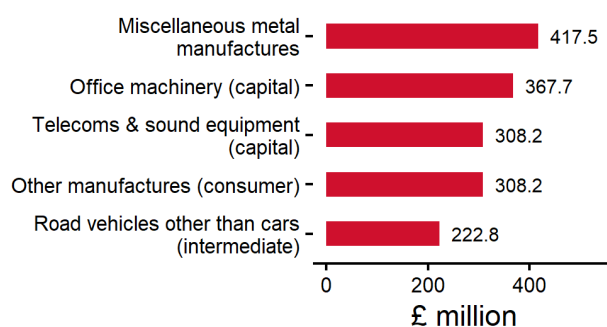 Miscellaneous metal
manufactures
417.5
Office machinery (capital)
367.7
Telecoms & sound equipment
(capital)
308.2
Other manufactures (consumer)
308.2
Road vehicles other than cars
(intermediate)
222.8
0 200 400
£ million